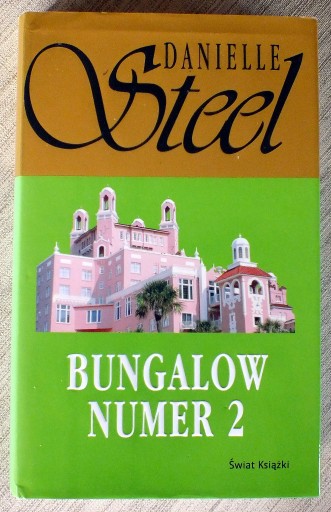 DANIELLE
Steel
BUNGALOW
NUMER 2
Świat Książki